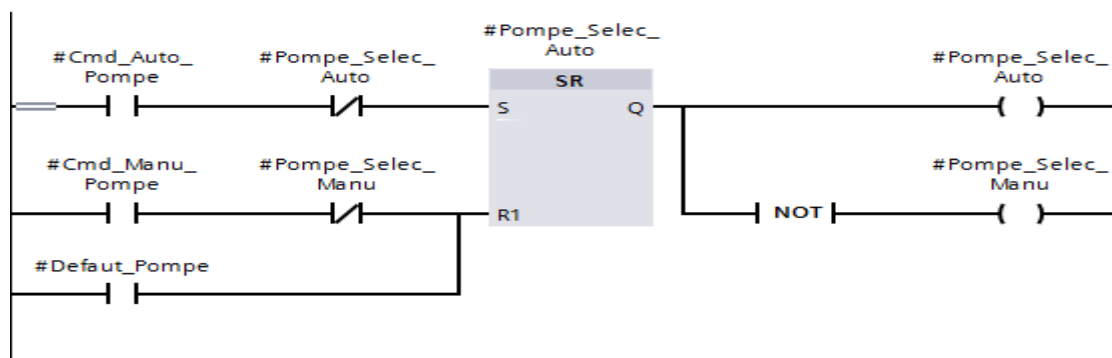 #Pompe_Selec_
Auto
#Cmd_Auto_
Pompe
#Pompe_Selec_
Auto
SR
#Pompe_Selec_
Auto
S
Q
#Cmd_Manu_
Pompe
#Pompe_Selec_
Manu
#Pompe_Selec_
Manu
R1
NOT
#Defaut_Pompe